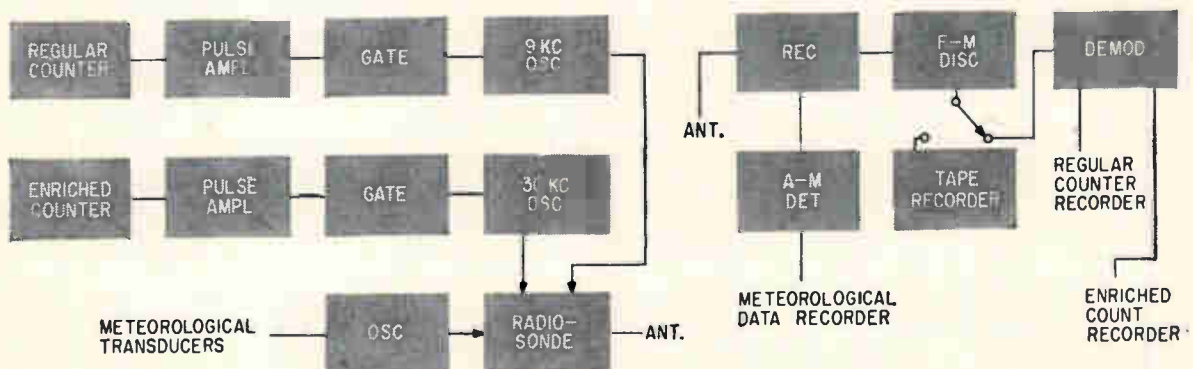 REGULAR
COUNTER
PULSE
AMPL
GATE
9 KC
OSC
ENRICHED
COUNTER
PULSE
AMPL
GATE
30 KC
OSC
METEOROLOGICAL
TRANSDUCERS
OSC
RADIO-
SONDE
ANT.
ANT.
REC
F-M
DISC
DEMOD
A-M
DET
TAPE
RECORDER
REGULAR
COUNTER
RECORDER
METEOROLOGICAL
DATA RECORDER
ENRICHED
COUNT
RECORDER